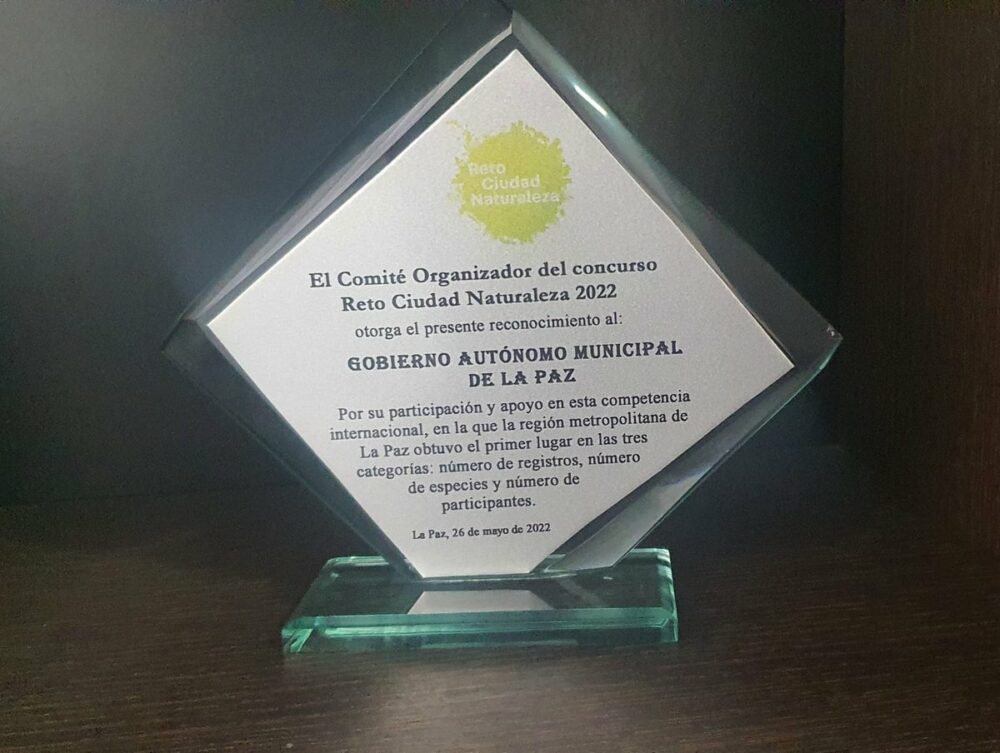 Reto
Ciudad
Naturaleza
El Comité Organizador del concurso
Reto Ciudad Naturaleza 2022
otorga el presente reconocimiento al:
GOBIERNO AUTÓNOMO MUNICIPAL
DE LA PAZ
Por su participación y apoyo en esta competencia
internacional, en la que la región metropolitana de
La Paz obtuvo el primer lugar en las tres
categorías: número de registros, número
de especies y número de
participantes.
La Paz, 26 de mayo de 2022